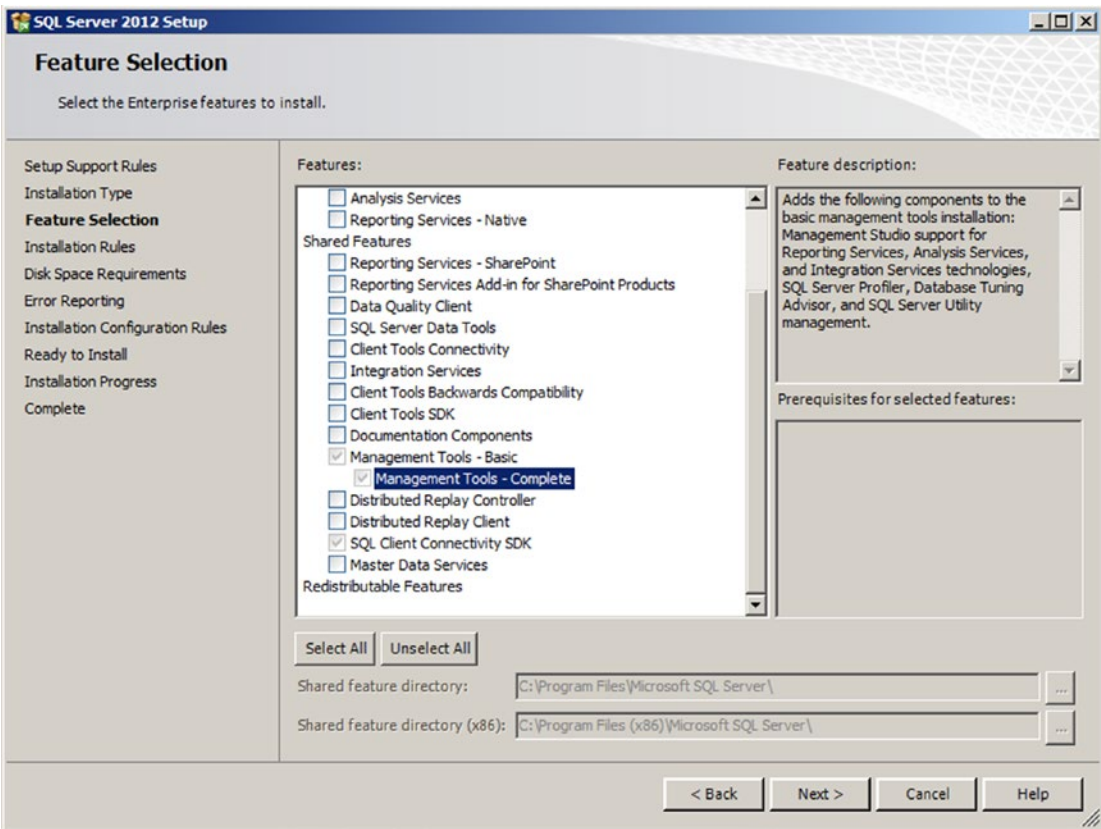 SQL Server 2012 Setup
Feature Selection
Select the Enterprise features to install.
Setup Support Rules
Installation Type
Feature Selection
Installation Rules
Disk Space Requirements
Error Reporting
Installation Configuration Rules
Ready to Install
Installation Progress
Complete
Features:
Analysis Services
Reporting Services - Native
Shared Features
Reporting Services - SharePoint
Reporting Services Add-in for SharePoint Products
Data Quality Client
SQL Server Data Tools
Client Tools Connectivity
Integration Services
Client Tools Backwards Compatibility
Client Tools SDK
Documentation Components
Management Tools - Basic
Management Tools - Complete
Distributed Replay Controller
Distributed Replay Client
SQL Client Connectivity SDK
Master Data Services
Redistributable Features
Feature description:
Adds the following components to the
basic management tools installation:
Management Studio support for
Reporting Services, Analysis Services,
and Integration Services technologies,
SQL Server Profiler, Database Tuning
Advisor, and SQL Server Utility
management.
Prerequisites for selected features:
Select All
Unselect All
Shared feature directory:
C:\Program Files\Microsoft SQL Server\
...
Shared feature directory (x86):
C:\Program Files (x86)\Microsoft SQL Server\
...
< Back
Next >
Cancel
Help